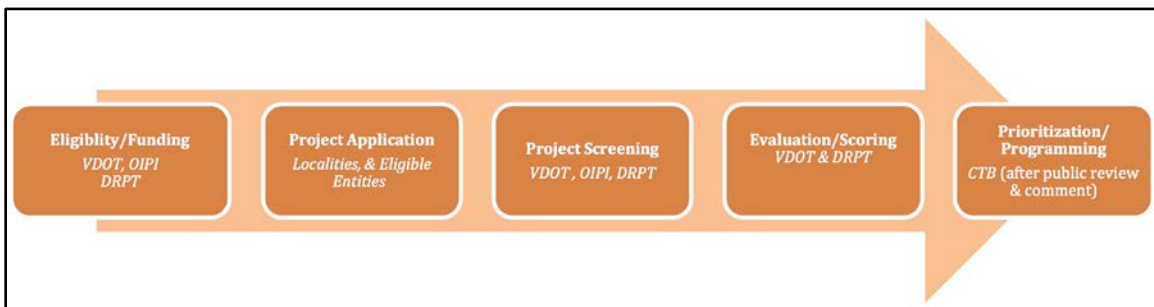 Eligiblity/Funding
VDOT, OIPI
DRPT
Project Application
Localities, & Eligible
Entities
Project Screening
VDOT , OIPI, DRPT
Evaluation/Scoring
VDOT & DRPT
Prioritization/
Programming
CTB (after public review
& comment)